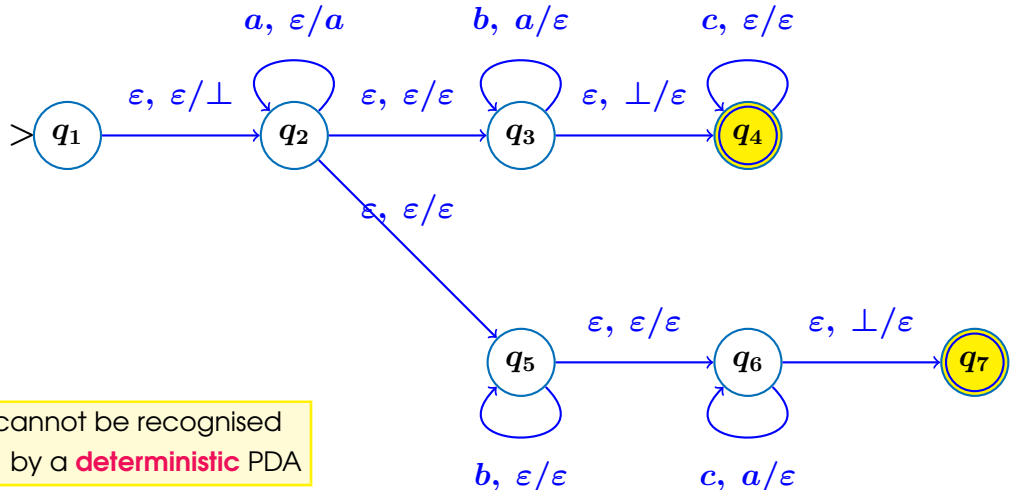 a, ε/a
b, a/ε
c, ε/ε
ε, ε/⊥
ε, ε/ε
ε, ⊥/ε
> q₁
q₂
q₃
q₄
ε, ε/ε
ε, ε/ε
ε, ⊥/ε
q₅
q₆
q₇
cannot be recognised
by a deterministic PDA
b, ε/ε
c, a/ε